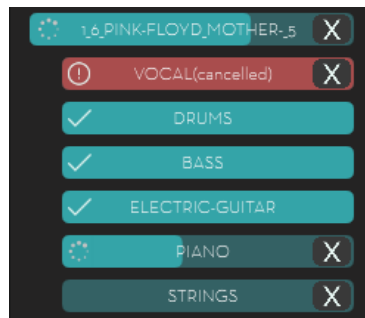 1_6_PINK-FLOYD_MOTHER-_5 X
VOCAL(cancelled) X
DRUMS
BASS
ELECTRIC-GUITAR
PIANO X
STRINGS X